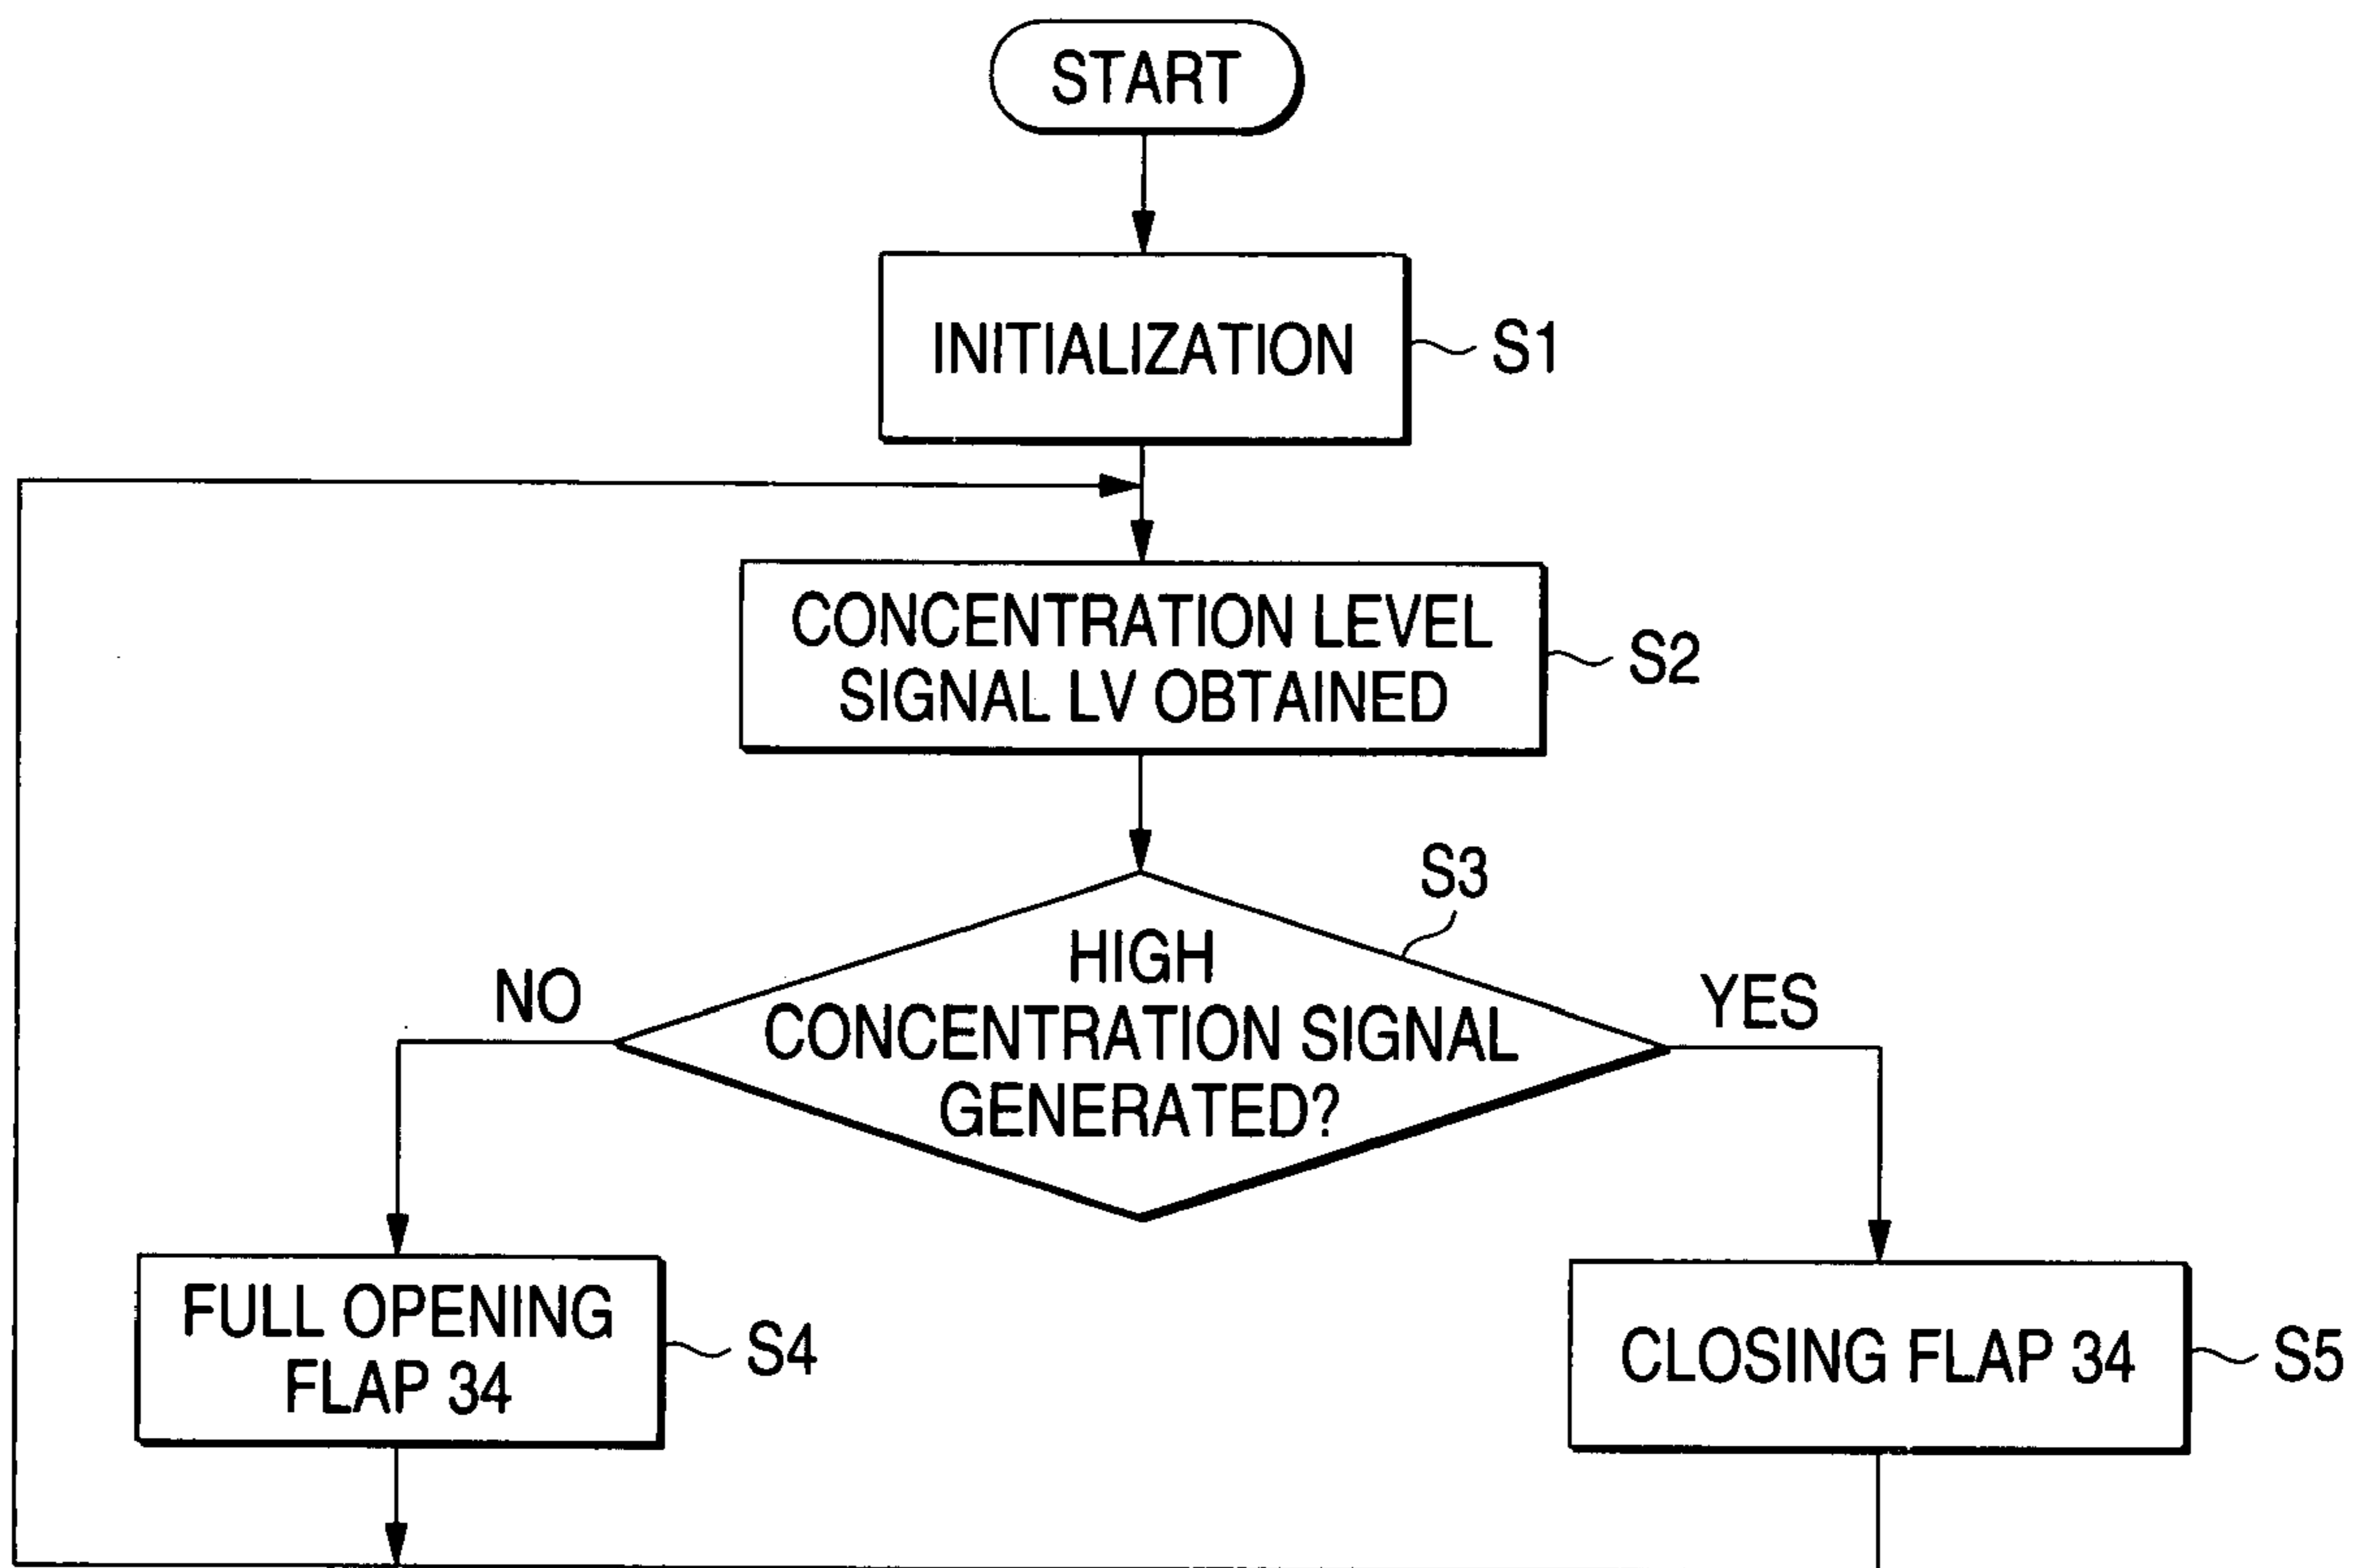 START
INITIALIZATION
S1
CONCENTRATION LEVEL
SIGNAL LV OBTAINED
S2
S3
HIGH
CONCENTRATION SIGNAL
GENERATED?
NO
YES
FULL OPENING
FLAP 34
S4
CLOSING FLAP 34
S5